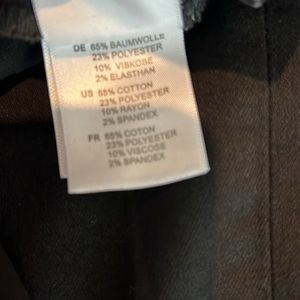 DE 65% BAUMWOLLE
23% POLYESTER
10% VISKOSE
2% ELASTHAN
US 65% COTTON
23% POLYESTER
10% RAYON
2% SPANDEX
FR 65% COTON
23% POLYESTER
10% VISCOSE
2% SPANDEX